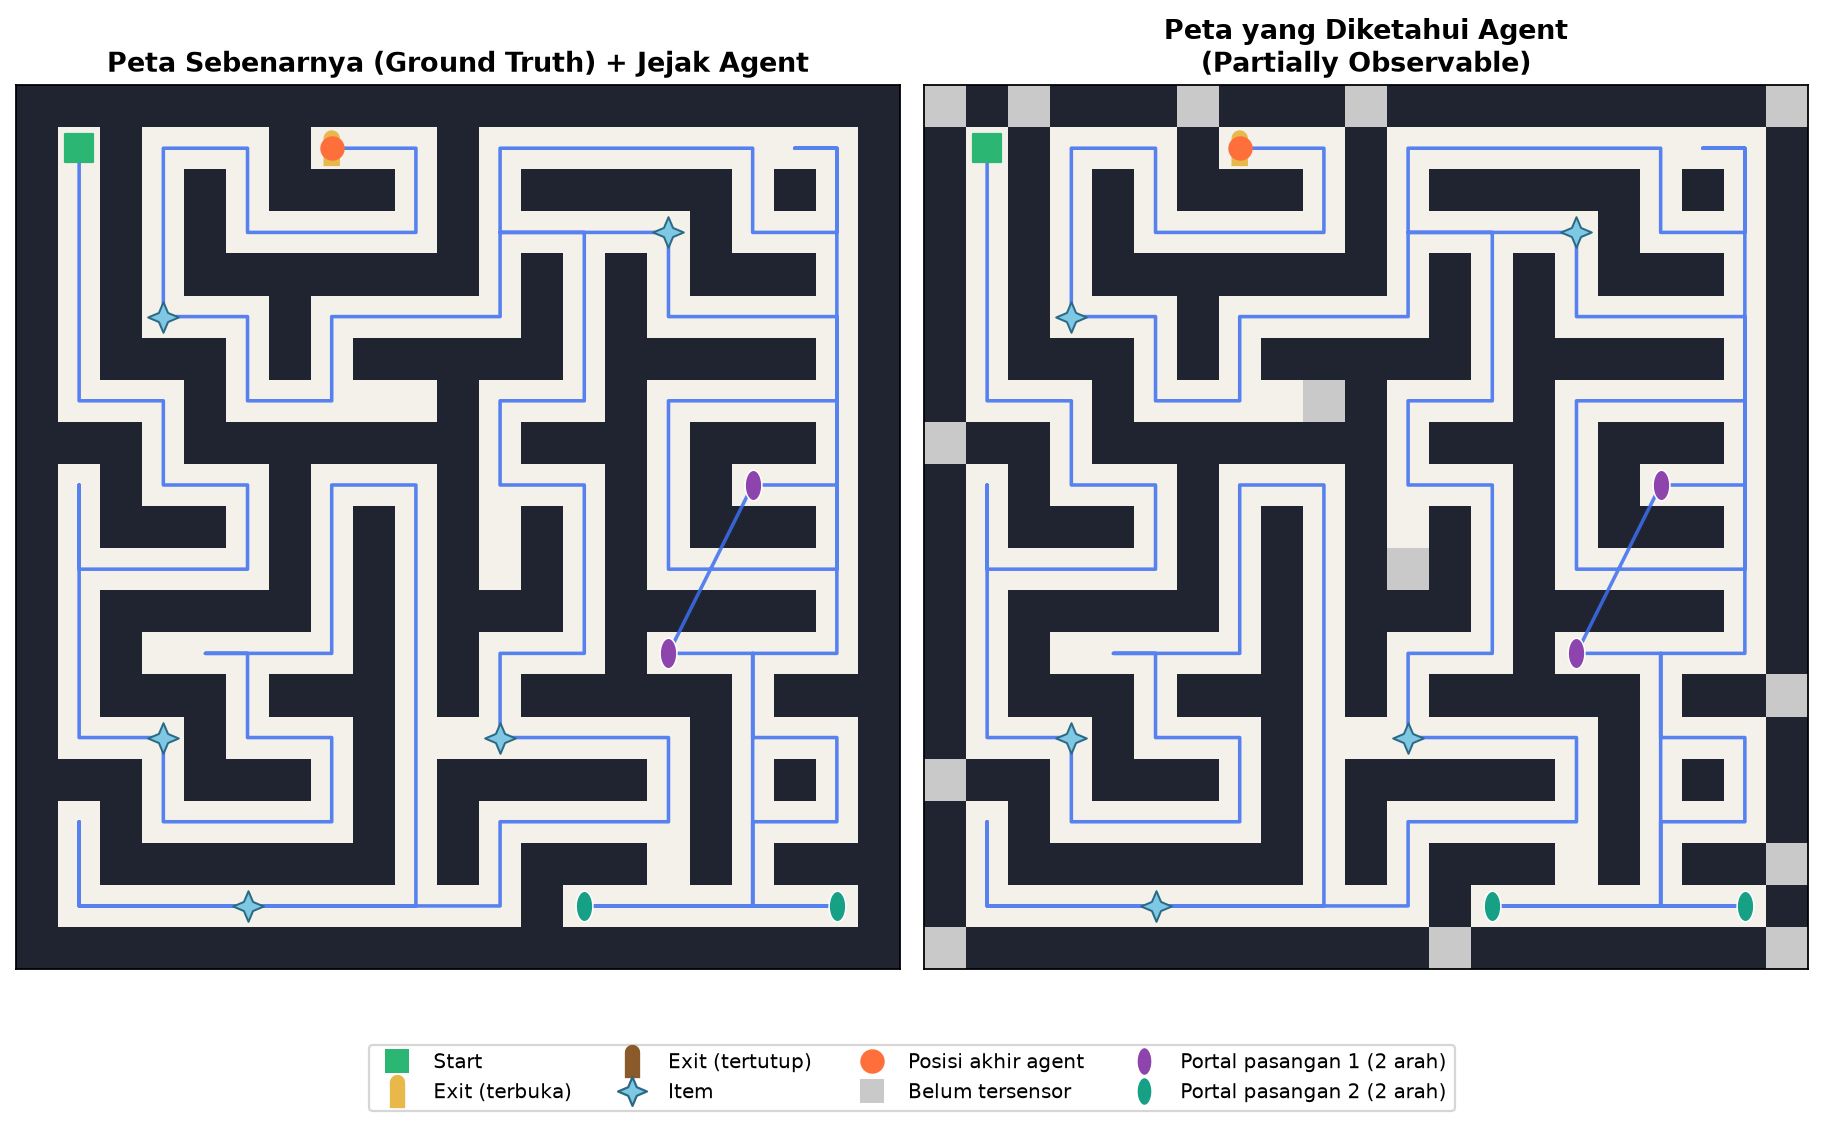 Peta Sebenarnya (Ground Truth) + Jejak Agent
Peta yang Diketahui Agent
(Partially Observable)
Start
Exit (terbuka)
Exit (tertutup)
Item
Posisi akhir agent
Belum tersensor
Portal pasangan 1 (2 arah)
Portal pasangan 2 (2 arah)